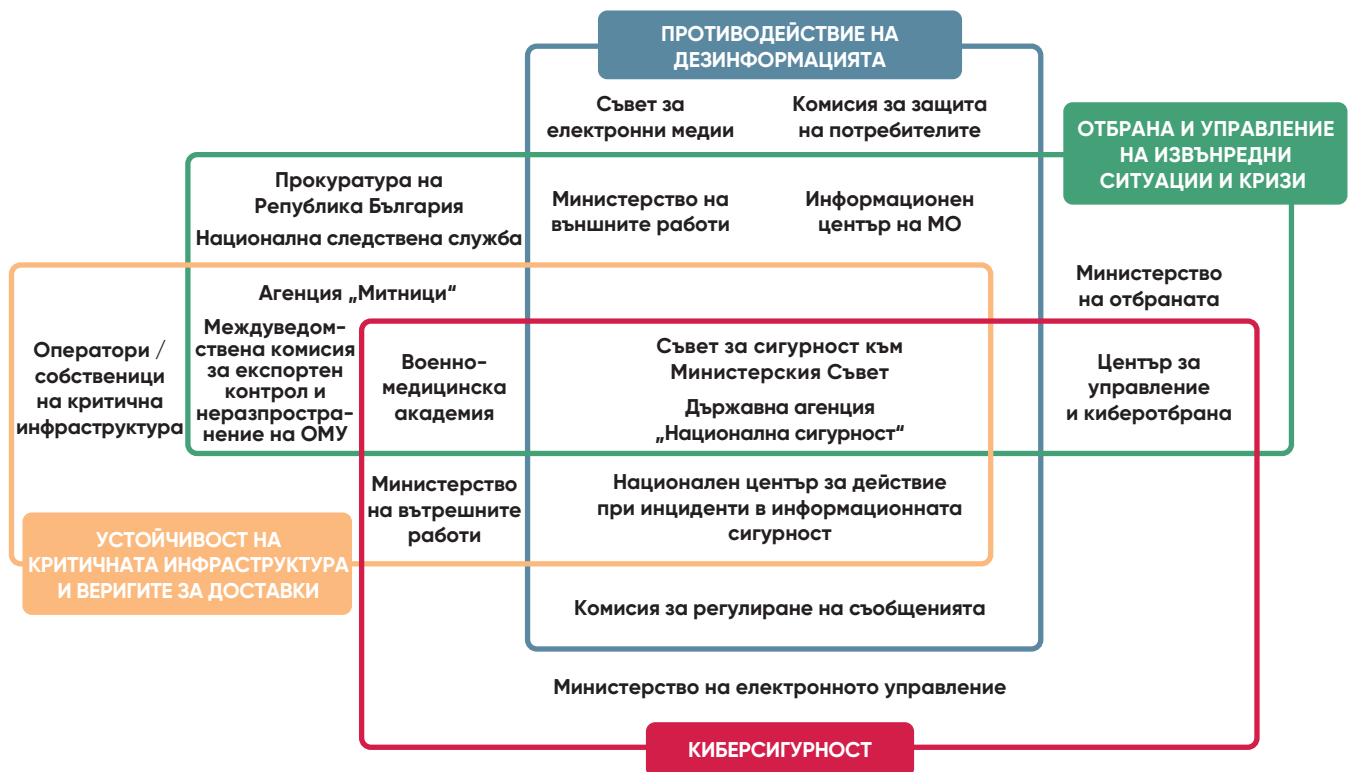 ПРОТИВОДЕЙСТВИЕ НА
ДЕЗИНФОРМАЦИЯТА
Съвет за
електронни медии
Комисия за защита
на потребителите
ОТБРАНА И УПРАВЛЕНИЕ
НА ИЗВЪНРЕДНИ
СИТУАЦИИ И КРИЗИ
Прокуратура на
Република България
Национална следствена служба
Министерство на
външните работи
Информационен
център на МО
Министерство
на отбраната
Агенция „Митници“
Оператори /
собственици
на критична
инфраструктура
Междуведом-
ствена комисия
за експортен
контрол и
неразпростра-
нение на ОМУ
Военно-
медицинска
академия
Съвет за сигурност към
Министерския Съвет
Държавна агенция
„Национална сигурност“
Център за
управление
и киберотбрана
Министерство
на вътрешните
работи
Национален център за действие
при инциденти в информационната
сигурност
УСТОЙЧИВОСТ НА
КРИТИЧНАТА ИНФРАСТРУКТУРА
И ВЕРИГИТЕ ЗА ДОСТАВКИ
Комисия за регулиране на съобщенията
Министерство на електронното управление
КИБЕРСИГУРНОСТ